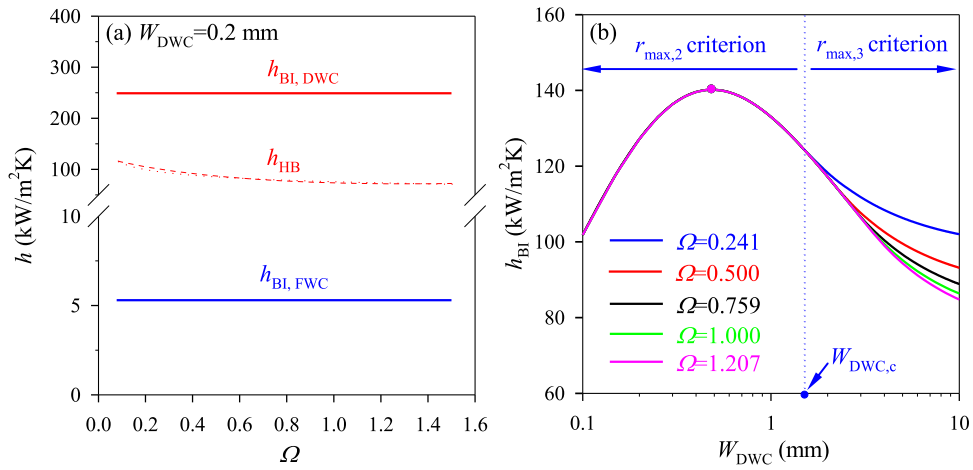 (a) W_DWC=0.2 mm
h_BI, DWC
h_HB
h_BI, FWC
400
350
300
250
200
150
100
10
5
0
0.0 0.2 0.4 0.6 0.8 1.0 1.2 1.4 1.6
h (kW/m²K)
Ω
(b)
r_max,2 criterion r_max,3 criterion
Ω=0.241
Ω=0.500
Ω=0.759
Ω=1.000
Ω=1.207
W_DWC,c
160
140
120
100
80
60
0.1 1 10
h_BI (kW/m²K)
W_DWC (mm)